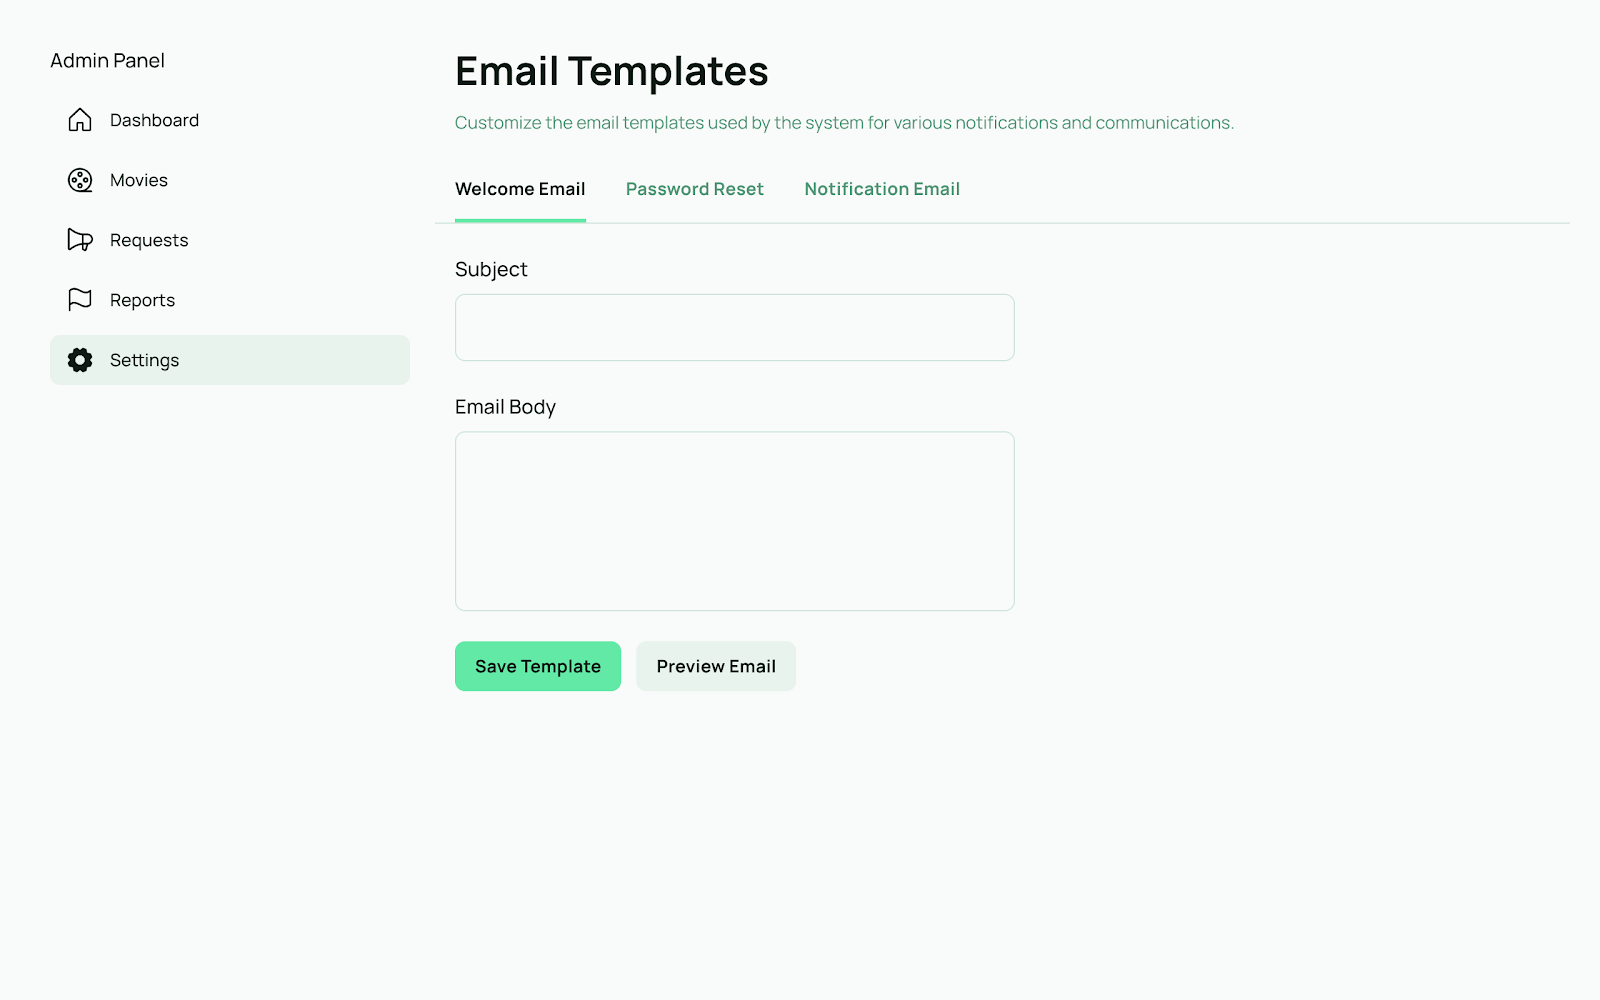 Admin Panel
Dashboard
Movies
Requests
Reports
Settings
Email Templates
Customize the email templates used by the system for various notifications and communications.
Welcome Email
Password Reset
Notification Email
Subject
Email Body
Save Template
Preview Email